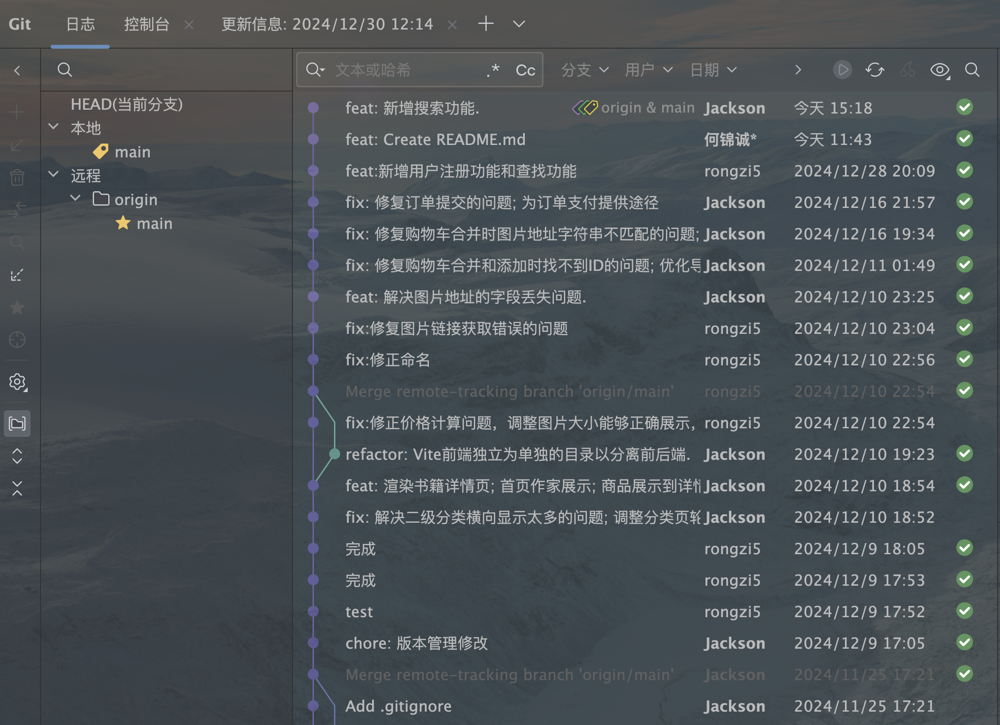 Git 日志 控制台 更新信息: 2024/12/30 12:14
文本或哈希 .* Cc 分支 用户 日期
HEAD(当前分支)
本地
main
远程
origin
main
feat: 新增搜索功能. origin & main Jackson 今天 15:18
feat: Create README.md 何锦诚* 今天 11:43
feat:新增用户注册功能和查找功能 rongzi5 2024/12/28 20:09
fix: 修复订单提交的问题; 为订单支付提供途径 Jackson 2024/12/16 21:57
fix: 修复购物车合并时图片地址字符串不匹配的问题; Jackson 2024/12/16 19:34
fix: 修复购物车合并和添加时找不到ID的问题; 优化导 Jackson 2024/12/11 01:49
feat: 解决图片地址的字段丢失问题. Jackson 2024/12/10 23:25
fix:修复图片链接获取错误的问题 rongzi5 2024/12/10 23:04
fix:修正命名 rongzi5 2024/12/10 22:56
Merge remote-tracking branch 'origin/main' rongzi5 2024/12/10 22:54
fix:修正价格计算问题，调整图片大小能够正确展示， rongzi5 2024/12/10 22:54
refactor: Vite前端独立为单独的目录以分离前后端. Jackson 2024/12/10 19:23
feat: 渲染书籍详情页; 首页作家展示; 商品展示到详情 Jackson 2024/12/10 18:54
fix: 解决二级分类横向显示太多的问题; 调整分类页轮 Jackson 2024/12/10 18:52
完成 rongzi5 2024/12/9 18:05
完成 rongzi5 2024/12/9 17:53
test rongzi5 2024/12/9 17:52
chore: 版本管理修改 Jackson 2024/12/9 17:05
Merge remote-tracking branch 'origin/main' Jackson 2024/11/25 17:21
Add .gitignore Jackson 2024/11/25 17:21